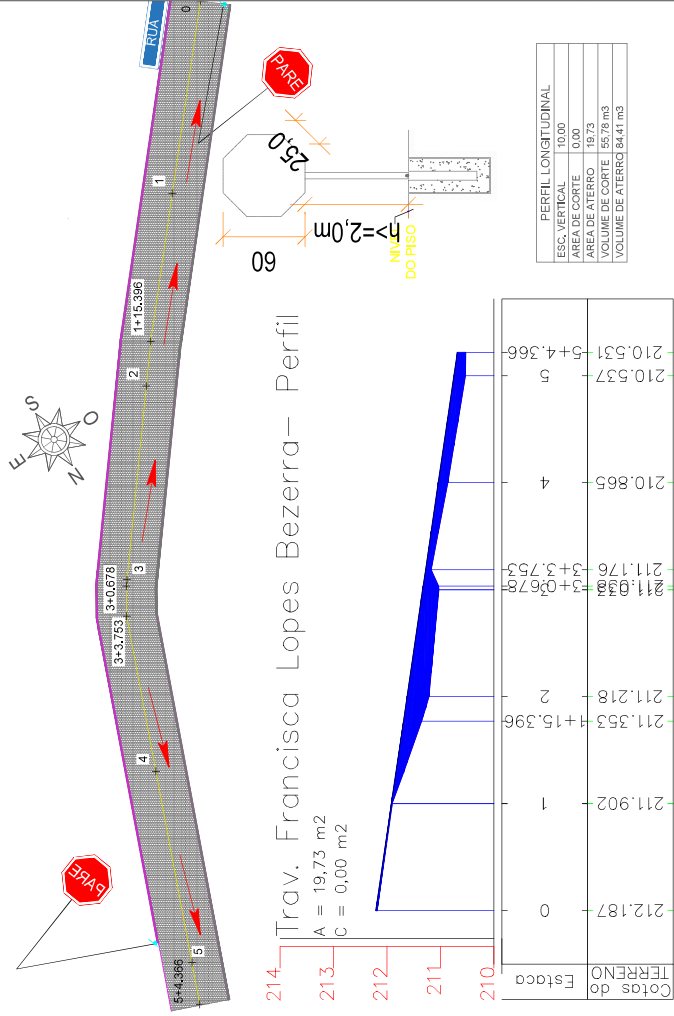 RUA
0
PARE
1
1+15.396
2
3
3+0.678
3+3.753
4
5
5+4.366
PARE
S
E
O
N
25,0
60
h>=2,0m
DO PISO
PERFIL LONGITUDINAL
ESC. VERTICAL 10.00
AREA DE CORTE 0.00
AREA DE ATERRO 19.73
VOLUME DE CORTE 55,78 m3
VOLUME DE ATERRO 84,41 m3
Trav. Francisca Lopes Bezerra- Perfil
A = 19,73 m2
C = 0,00 m2
214
213
212
211
210
Estaca
0
1
1+15.396
2
3
3+0.678
3+3.753
4
5
5+4.366
Cotas do
TERRENO
212.187
211.902
211.353
211.218
211.176
210.865
210.537
210.531